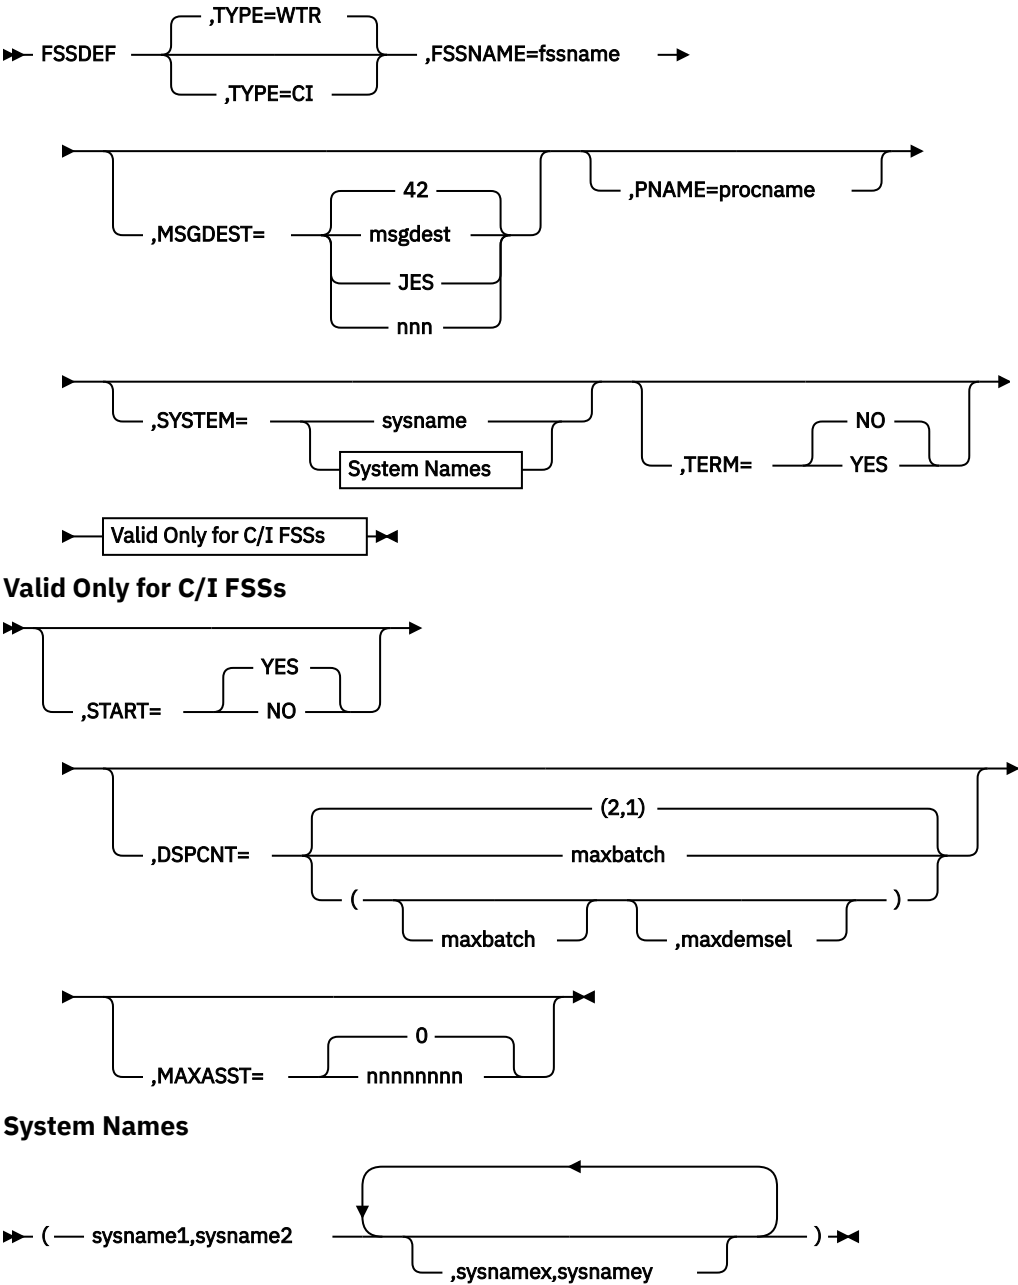 ,TYPE=WTR
FSSDEF ,FSSNAME=fssname
,TYPE=CI
,PNAME=procname
42
,MSGDEST= msgdest
JES
nnn
,SYSTEM= sysname
System Names
NO
,TERM= YES
Valid Only for C/I FSSs
Valid Only for C/I FSSs
YES
,START= NO
(2,1)
,DSPCNT= maxbatch
( )
maxbatch ,maxdemsel
0
,MAXASST= nnnnnnnn
System Names
( sysname1,sysname2 )
,sysnamex,sysnamey